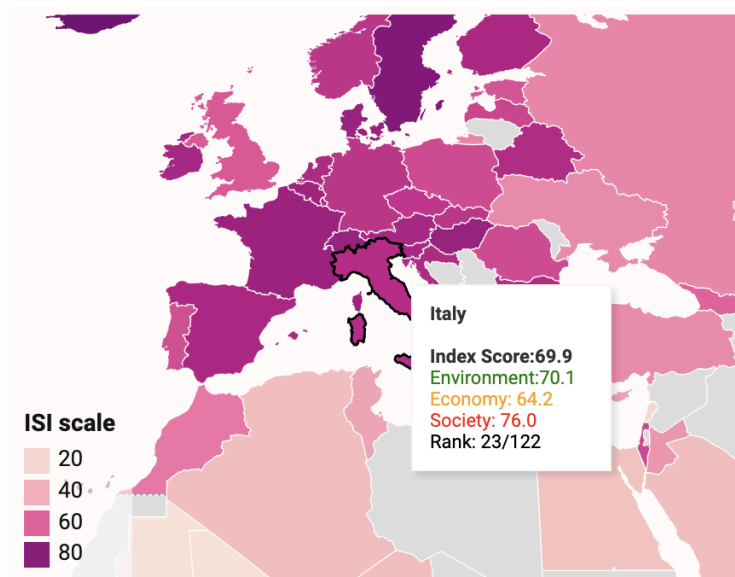 Italy
Index Score:69.9
Environment:70.1
Economy: 64.2
Society: 76.0
Rank: 23/122
ISI scale
20
40
60
80